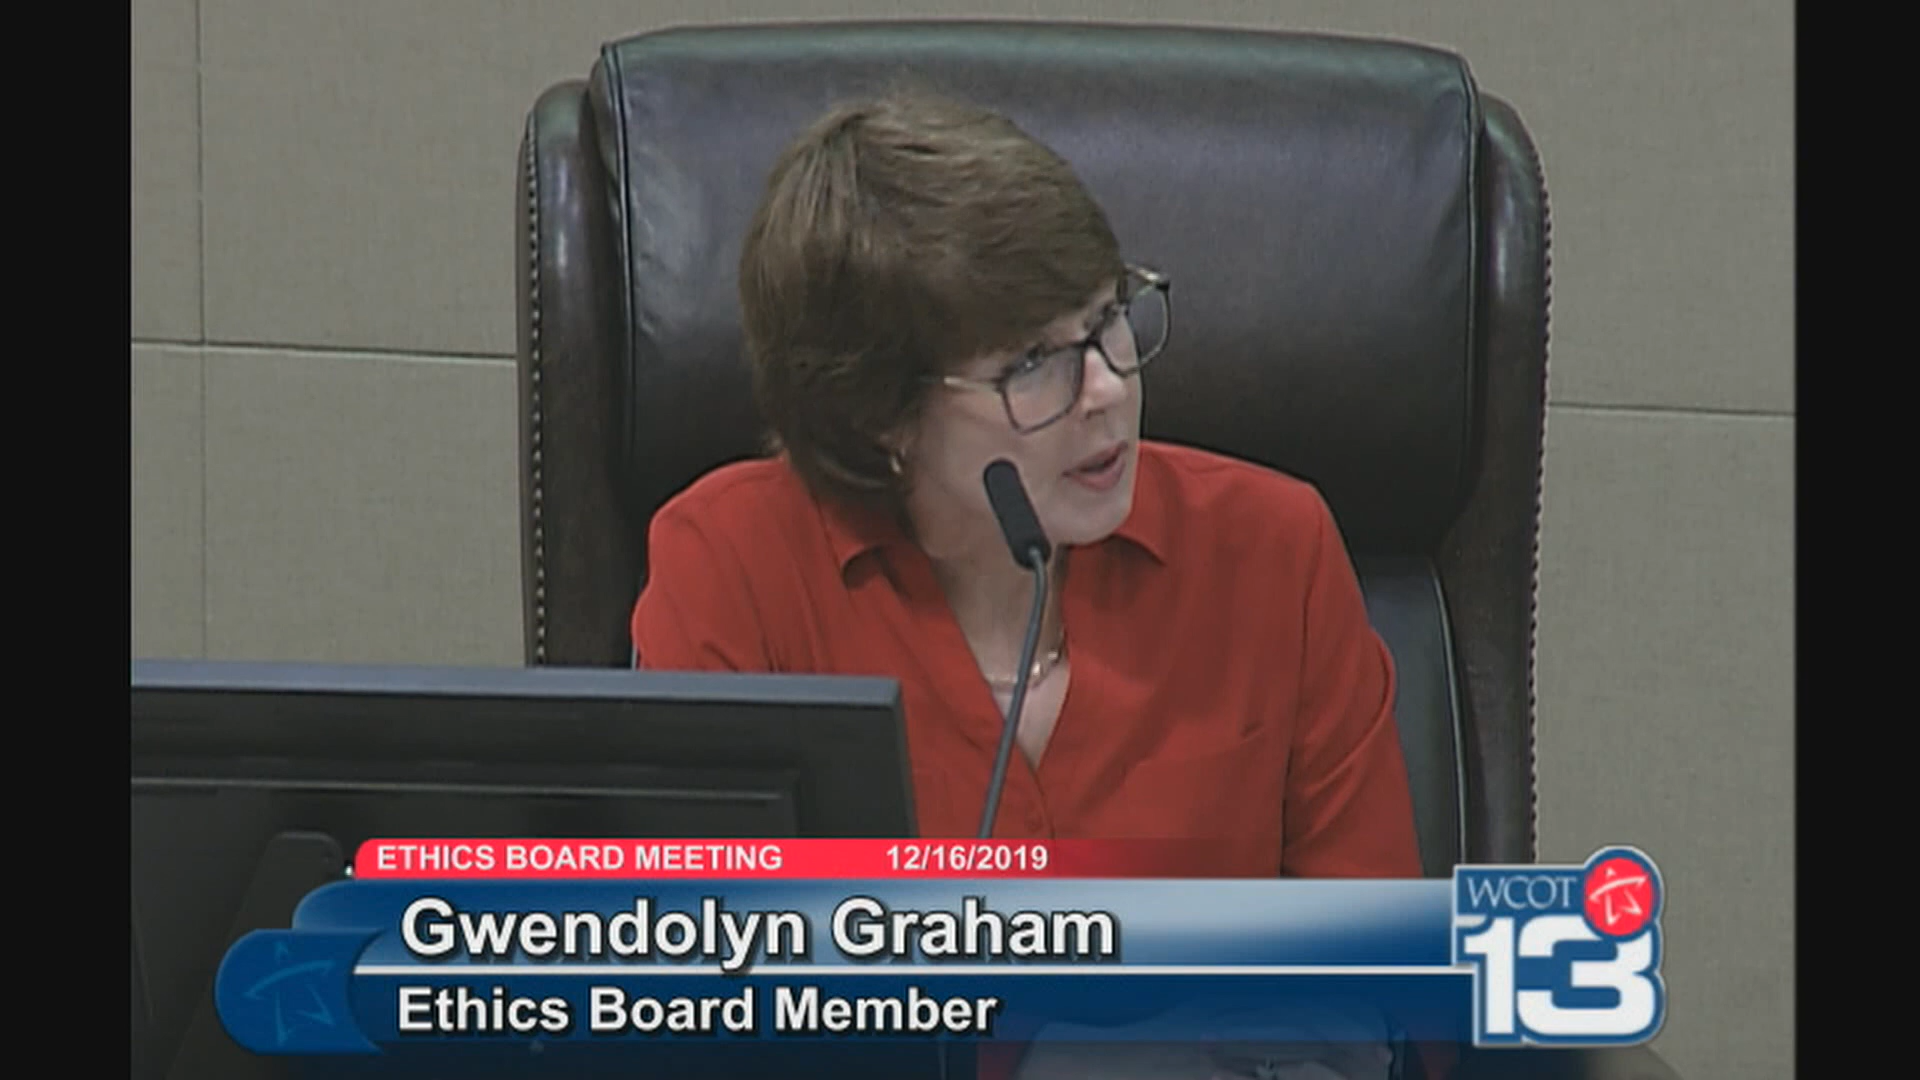 ETHICS BOARD MEETING 12/16/2019
Gwendolyn Graham
Ethics Board Member
WCOT
13